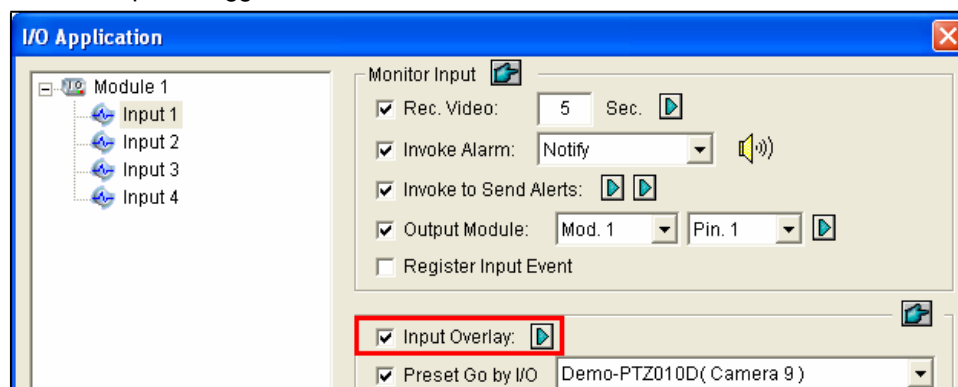 I/O Application
Module 1
Input 1
Input 2
Input 3
Input 4
Monitor Input
Rec. Video: 5 Sec.
Invoke Alarm: Notify
Invoke to Send Alerts:
Output Module: Mod. 1 Pin. 1
Register Input Event
Input Overlay:
Preset Go by I/O Demo-PTZ010D( Camera 9 )